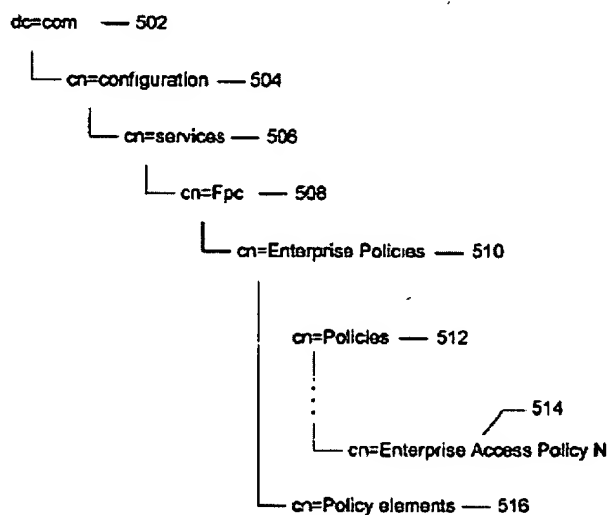 dc=com — 502
cn=configuration — 504
cn=services — 506
cn=Fpc — 508
cn=Enterprise Policies — 510
cn=Policies — 512
514
cn=Enterprise Access Policy N
cn=Policy elements — 516